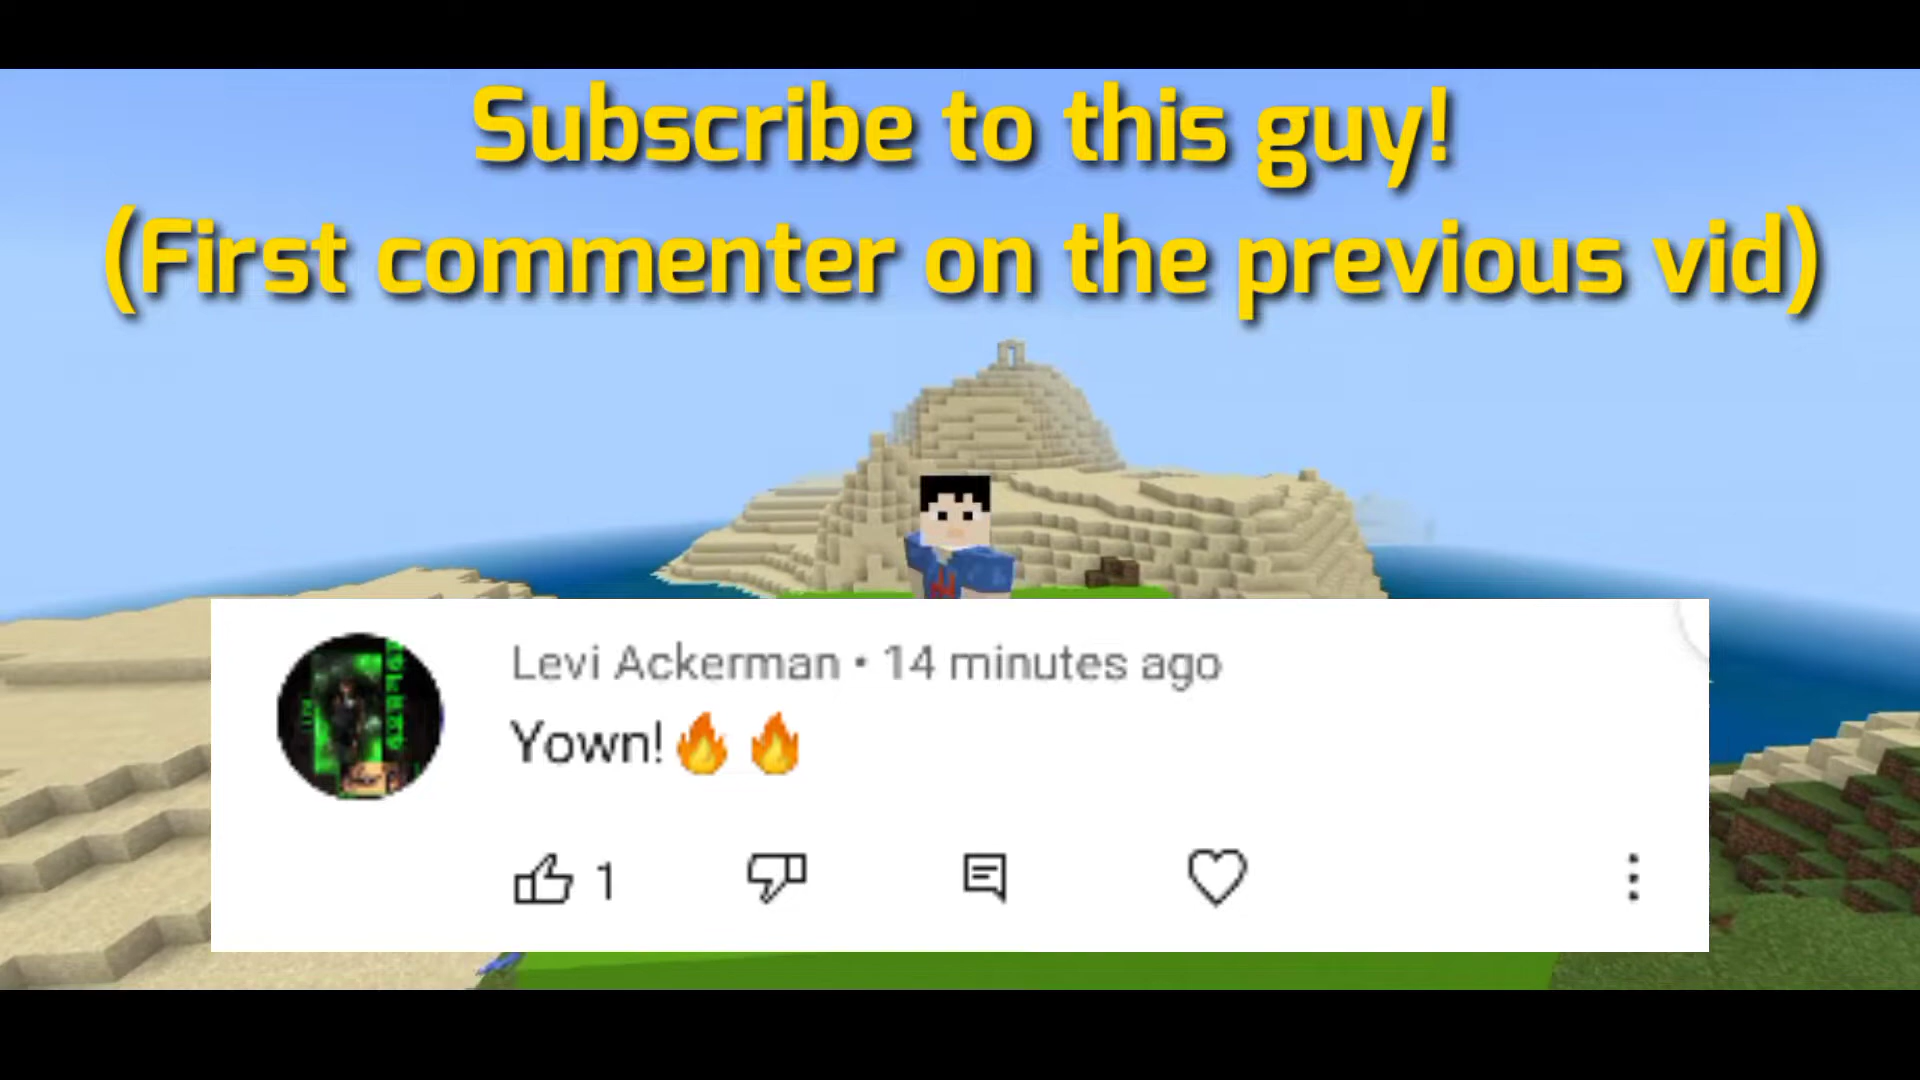 Subscribe to this guy!
(First commenter on the previous vid)
Levi Ackerman • 14 minutes ago
Yown!🔥 🔥
1